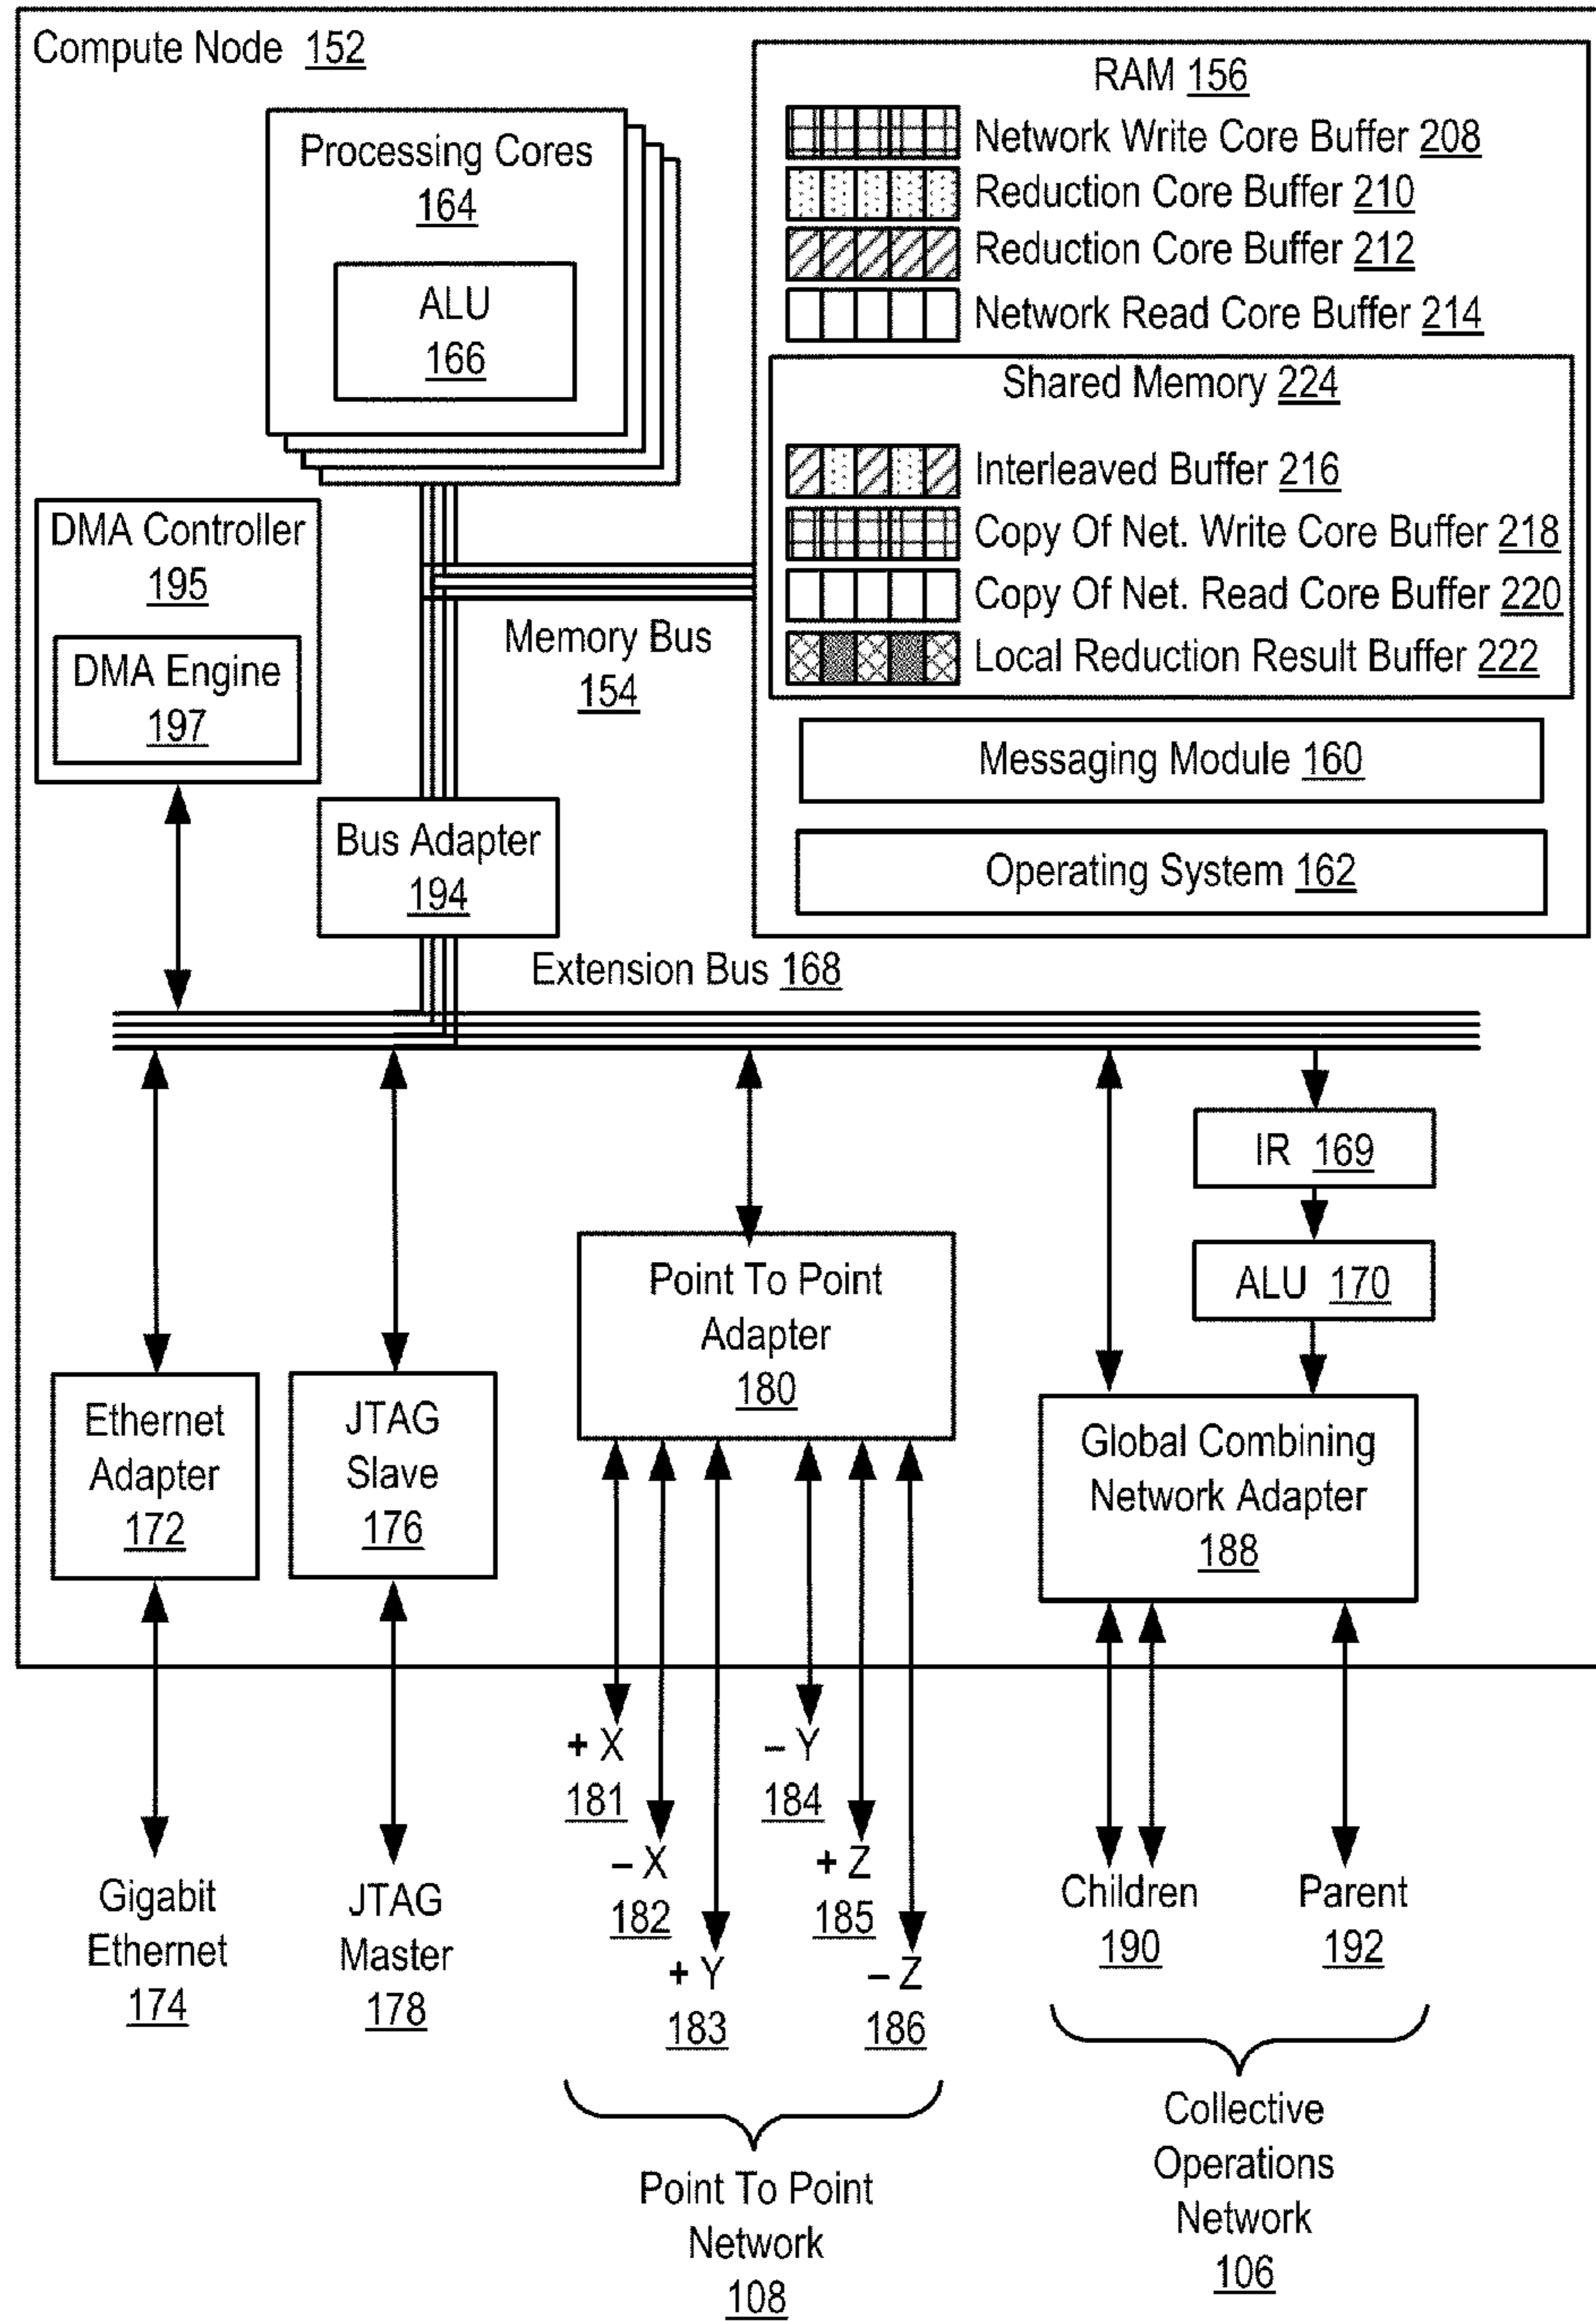 Compute Node 152
RAM 156
Network Write Core Buffer 208
Reduction Core Buffer 210
Reduction Core Buffer 212
Network Read Core Buffer 214
Shared Memory 224
Interleaved Buffer 216
Copy Of Net. Write Core Buffer 218
Copy Of Net. Read Core Buffer 220
Local Reduction Result Buffer 222
Messaging Module 160
Operating System 162
Processing Cores
164
ALU
166
DMA Controller
195
DMA Engine
197
Memory Bus
154
Bus Adapter
194
Extension Bus 168
IR 169
ALU 170
Point To Point
Adapter
180
Ethernet
Adapter
172
JTAG
Slave
176
Global Combining
Network Adapter
188
+ X
181
– X
182
+ Y
183
– Y
184
+ Z
185
– Z
186
Gigabit
Ethernet
174
JTAG
Master
178
Children
190
Parent
192
Point To Point
Network
108
Collective
Operations
Network
106